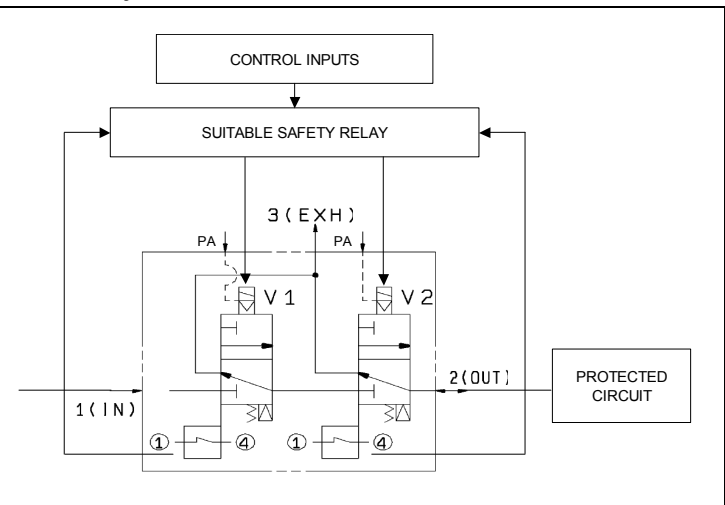 CONTROL INPUTS
SUITABLE SAFETY RELAY
3(EXH)
PA
PA
V1
V2
2(OUT)
PROTECTED
CIRCUIT
1(IN)
1 4
1 4